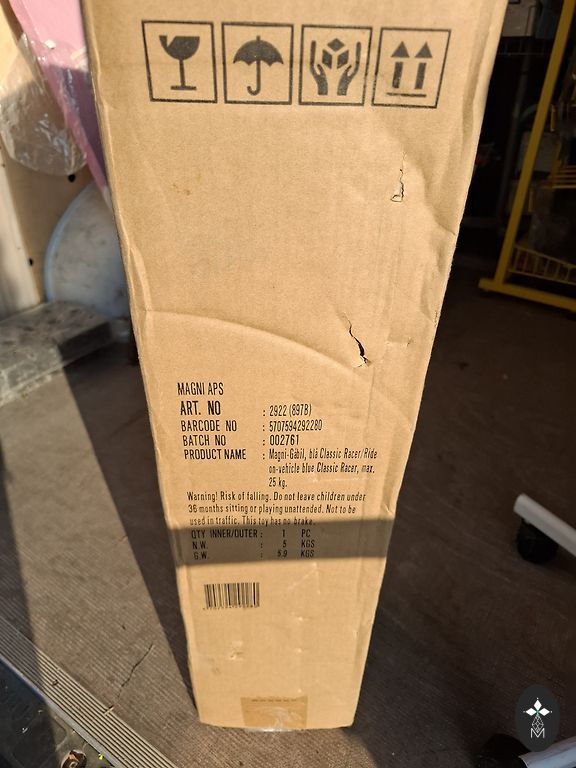 MAGNI APS
ART. NO : 2922 (897B)
BARCODE NO : 5707594292280
BATCH NO : 002761
PRODUCT NAME : Magni-Gåbil, blå Classic Racer/Ride
on-vehicle blue Classic Racer, max.
25 kg.
Warning! Risk of falling. Do not leave children under
36 months sitting or playing unattended. Not to be
used in traffic. This toy has no brake.
QTY INNER/OUTER : 1 PC
N.W. : 5 KGS
G.W. : 5.9 KGS
M